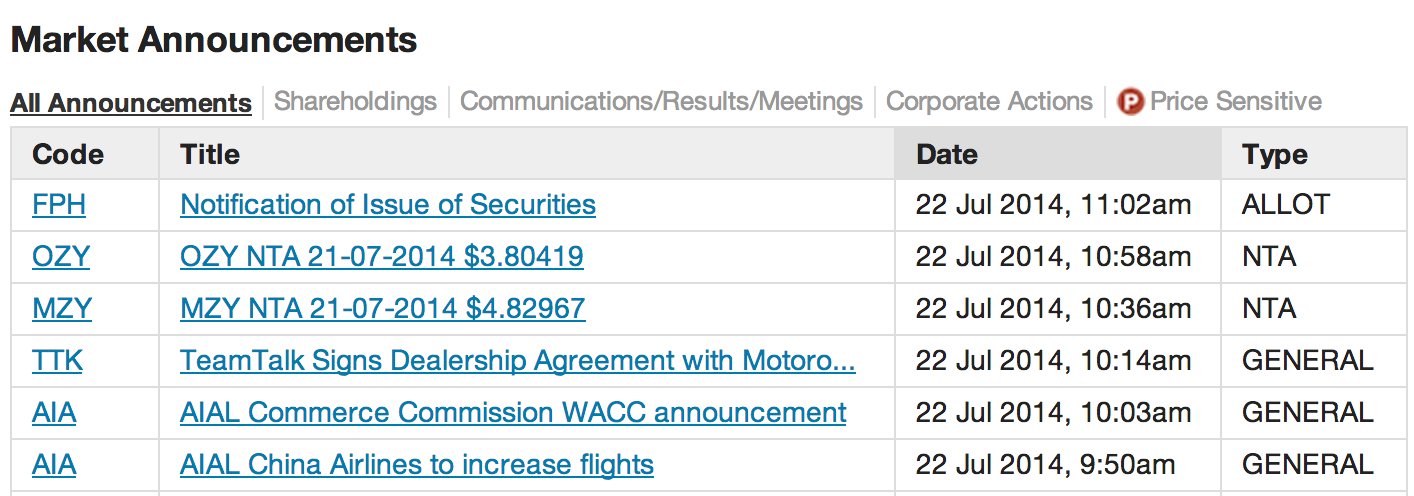 Market Announcements
All Announcements Shareholdings Communications/Results/Meetings Corporate Actions P Price Sensitive
Code Title Date Type
FPH Notification of Issue of Securities 22 Jul 2014, 11:02am ALLOT
OZY OZY NTA 21-07-2014 $3.80419 22 Jul 2014, 10:58am NTA
MZY MZY NTA 21-07-2014 $4.82967 22 Jul 2014, 10:36am NTA
TTK TeamTalk Signs Dealership Agreement with Motoro... 22 Jul 2014, 10:14am GENERAL
AIA AIAL Commerce Commission WACC announcement 22 Jul 2014, 10:03am GENERAL
AIA AIAL China Airlines to increase flights 22 Jul 2014, 9:50am GENERAL